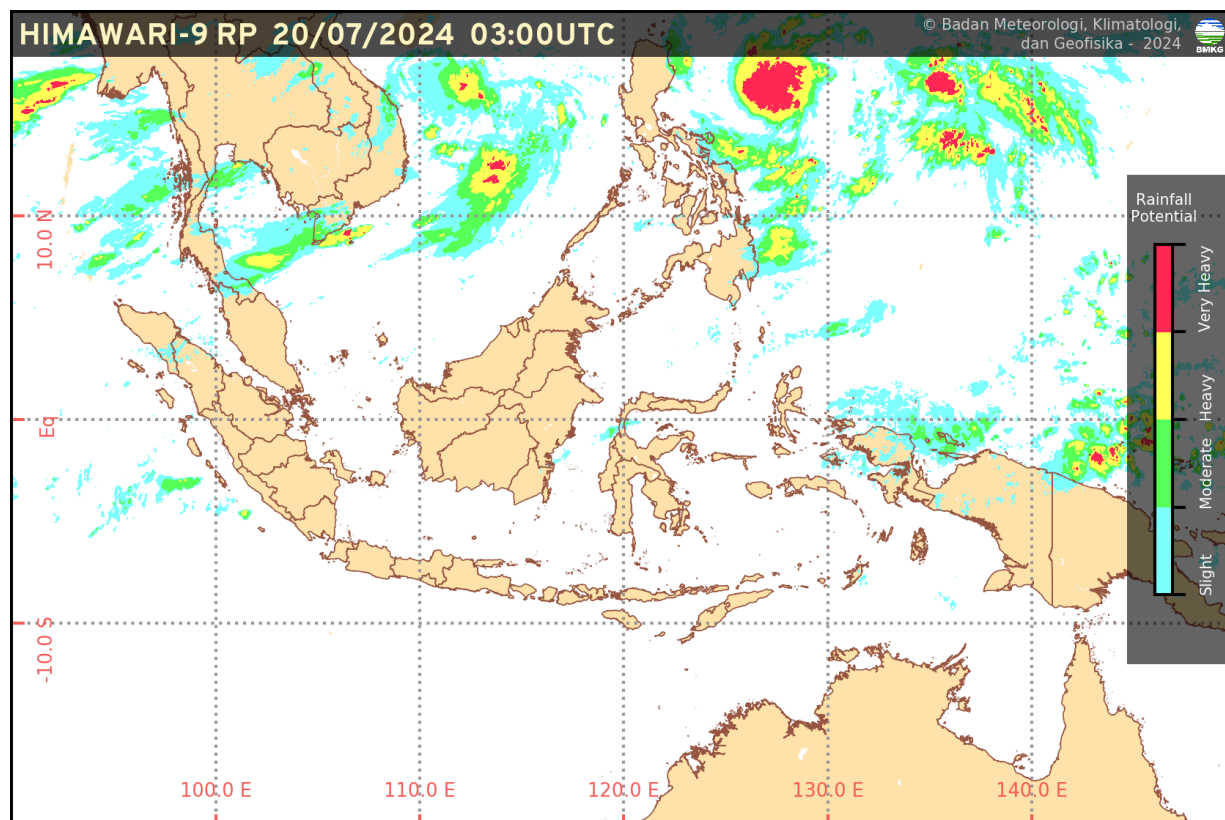 HIMAWARI-9 RP 20/07/2024 03:00UTC
© Badan Meteorologi, Klimatologi,
dan Geofisika - 2024
BMKG
Rainfall
Potential
Very Heavy
Heavy
Moderate
Slight
10.0 N
Eq
-10.0 S
100.0 E
110.0 E
120.0 E
130.0 E
140.0 E